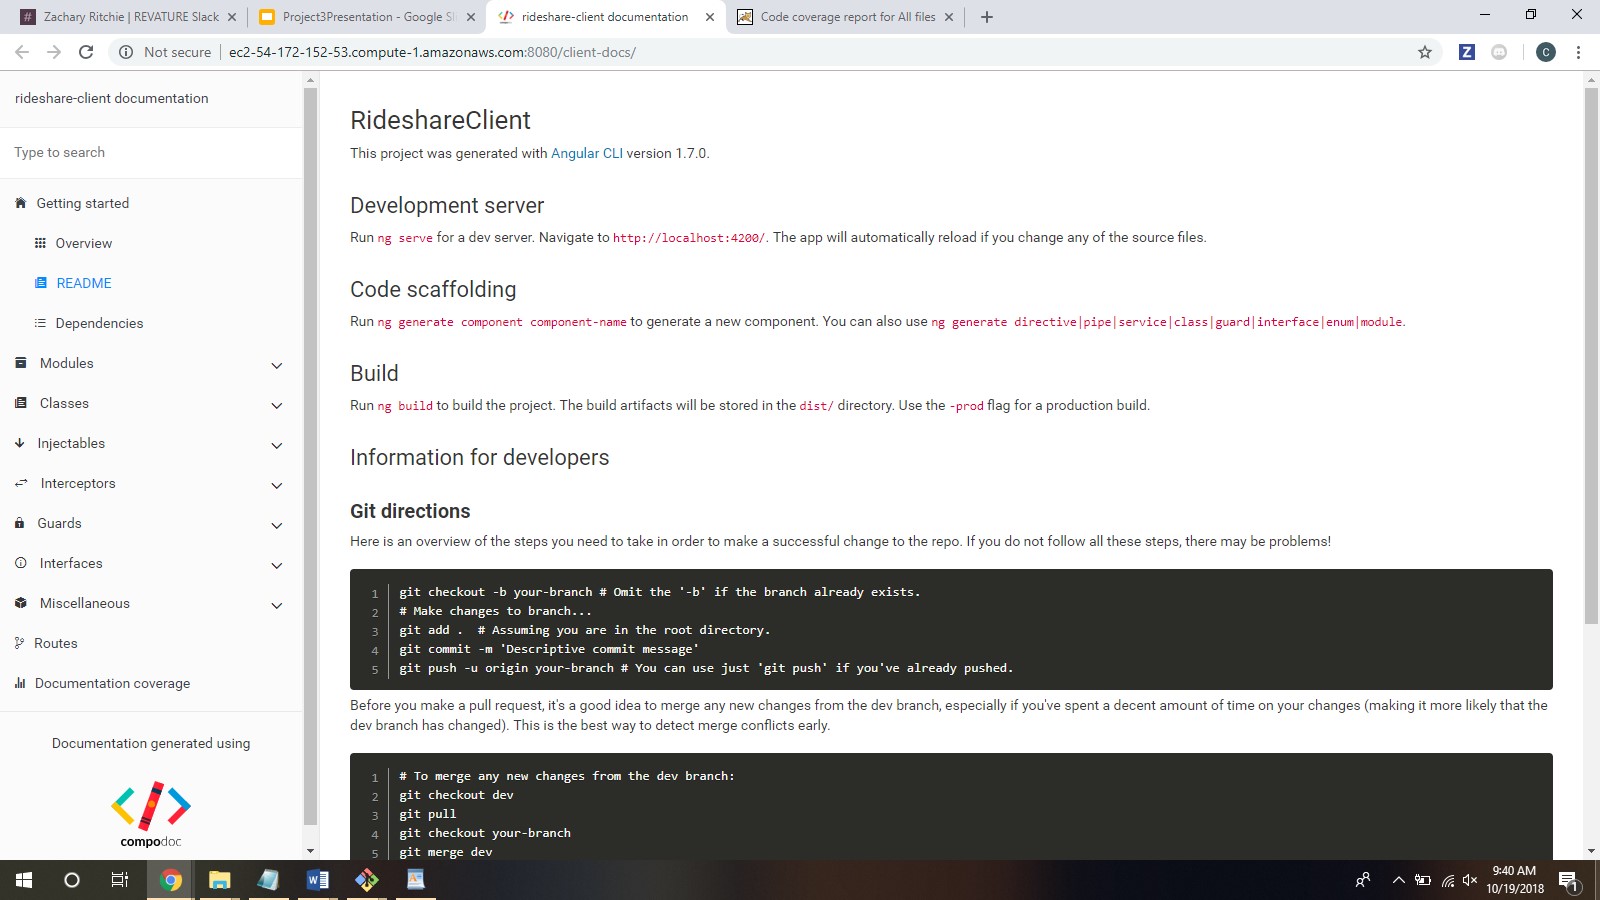 Zachary Ritchie | REVATURE Slack
Project3Presentation - Google Sl
rideshare-client documentation
Code coverage report for All files
Not secure
ec2-54-172-152-53.compute-1.amazonaws.com:8080/client-docs/
Z
C
rideshare-client documentation
Type to search
Getting started
Overview
README
Dependencies
Modules
Classes
Injectables
Interceptors
Guards
Interfaces
Miscellaneous
Routes
Documentation coverage
Documentation generated using
compodoc
RideshareClient
This project was generated with Angular CLI version 1.7.0.
Development server
Run ng serve for a dev server. Navigate to http://localhost:4200/. The app will automatically reload if you change any of the source files.
Code scaffolding
Run ng generate component component-name to generate a new component. You can also use ng generate directive|pipe|service|class|guard|interface|enum|module.
Build
Run ng build to build the project. The build artifacts will be stored in the dist/ directory. Use the -prod flag for a production build.
Information for developers
Git directions
Here is an overview of the steps you need to take in order to make a successful change to the repo. If you do not follow all these steps, there may be problems!
1 git checkout -b your-branch # Omit the '-b' if the branch already exists.
2 # Make changes to branch...
3 git add .  # Assuming you are in the root directory.
4 git commit -m 'Descriptive commit message'
5 git push -u origin your-branch # You can use just 'git push' if you've already pushed.
Before you make a pull request, it's a good idea to merge any new changes from the dev branch, especially if you've spent a decent amount of time on your changes (making it more likely that the
dev branch has changed). This is the best way to detect merge conflicts early.
1 # To merge any new changes from the dev branch:
2 git checkout dev
3 git pull
4 git checkout your-branch
5 git merge dev
9:40 AM
10/19/2018
1